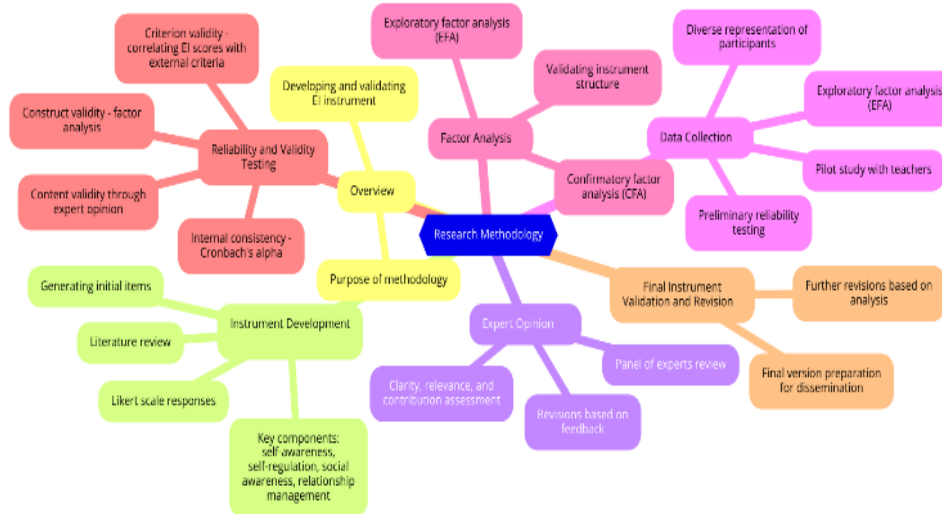 Exploratory factor analysis
(EFA)
Diverse representation of
participants
Criterion validity -
correlating EI scores with
external criteria
Developing and validating
EI instrument
Validating instrument
structure
Exploratory factor analysis
(EFA)
Construct validity - factor
analysis
Reliability and Validity
Testing
Factor Analysis
Data Collection
Pilot study with teachers
Content validity through
expert opinion
Overview
Confirmatory factor
analysis (CFA)
Preliminary reliability
testing
Internal consistency -
Cronbach's alpha
Research Methodology
Purpose of methodology
Generating initial items
Instrument Development
Literature review
Likert scale responses
Key components:
self-awareness,
self-regulation, social
awareness, relationship
management
Expert Opinion
Panel of experts review
Clarity, relevance, and
contribution assessment
Revisions based on
feedback
Final Instrument
Validation and Revision
Further revisions based on
analysis
Final version preparation
for dissemination